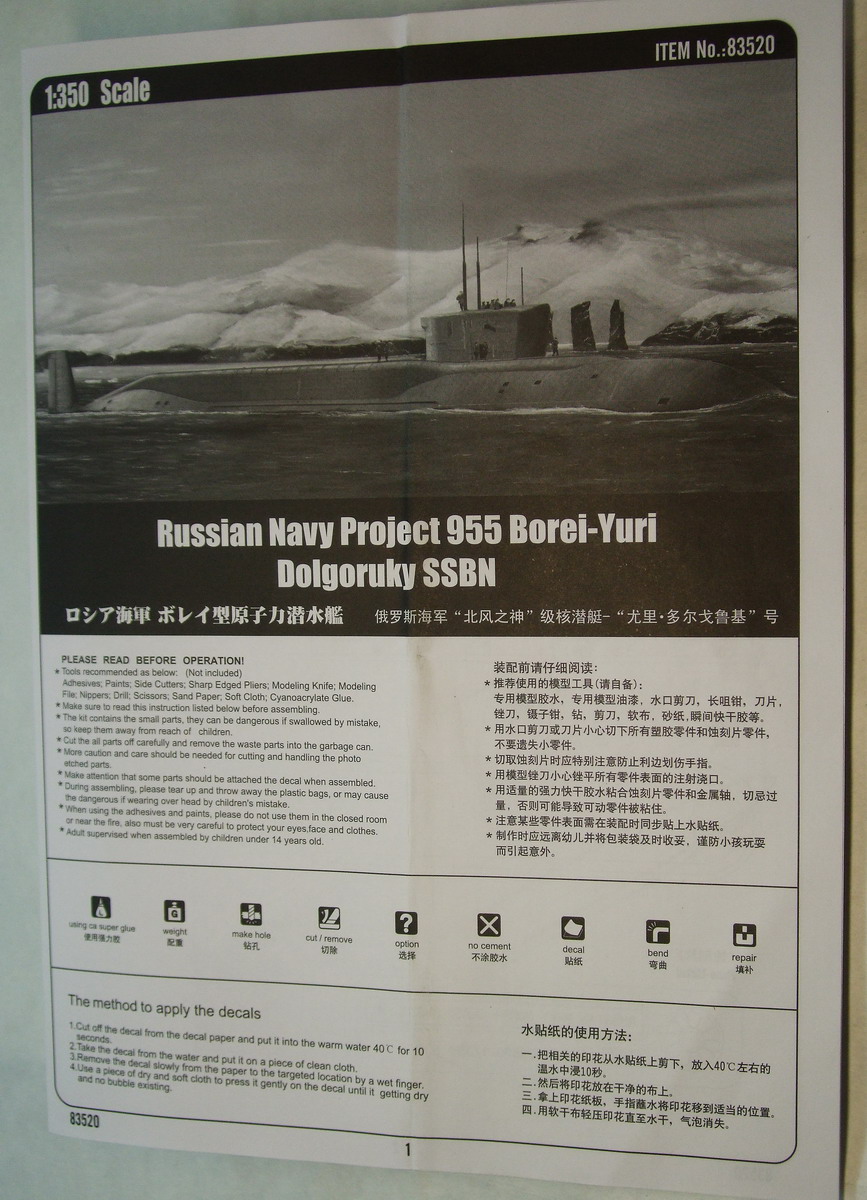 1:350 Scale
ITEM No.:83520
Russian Navy Project 955 Borei-Yuri
Dolgoruky SSBN
ロシア海軍 ボレイ型原子力潜水艦
俄罗斯海军“北风之神”级核潜艇-“尤里·多尔戈鲁基”号
PLEASE READ BEFORE OPERATION!
* Tools recommended as below: (Not included)
Adhesives; Paints; Side Cutters; Sharp Edged Pliers; Modeling Knife; Modeling
File; Nippers; Drill; Scissors; Sand Paper; Soft Cloth; Cyanoacrylate Glue.
* Make sure to read this instruction listed below before assembling.
* The kit contains the small parts, they can be dangerous if swallowed by mistake,
so keep them away from reach of children.
* Cut the all parts off carefully and remove the waste parts into the garbage can.
* More caution and care should be needed for cutting and handling the photo
etched parts.
* Make attention that some parts should be attached the decal when assembled.
* During assembling, please tear up and throw away the plastic bags, or may cause
the dangerous if wearing over head by children's mistake.
* When using the adhesives and paints, please do not use them in the closed room
or near the fire, also must be very careful to protect your eyes,face and clothes.
* Adult supervised when assembled by children under 14 years old.
装配前请仔细阅读:
* 推荐使用的模型工具(请自备):
专用模型胶水，专用模型油漆，水口剪刀，长咀钳，刀片，
锉刀，镊子钳，钻，剪刀，软布，砂纸,瞬间快干胶等。
* 用水口剪刀或刀片小心切下所有塑胶零件和蚀刻片零件，
不要遗失小零件。
* 切取蚀刻片时应特别注意防止利边划伤手指。
* 用模型锉刀小心锉平所有零件表面的注射浇口。
* 用适量的强力快干胶水粘合蚀刻片零件和金属轴，切忌过
量，否则可能导致可动零件被粘住。
* 注意某些零件表面需在装配时同步贴上水贴纸。
* 制作时应远离幼儿并将包装袋及时收妥，谨防小孩玩耍
而引起意外。
using ca super glue
使用强力胶
G
weight
配重
make hole
钻孔
cut / remove
切除
?
option
选择
no cement
不涂胶水
decal
贴纸
bend
弯曲
repair
填补
The method to apply the decals
1.Cut off the decal from the decal paper and put it into the warm water 40℃ for 10
seconds.
2.Take the decal from the water and put it on a piece of clean cloth.
3.Remove the decal slowly from the paper to the targeted location by a wet finger.
4.Use a piece of dry and soft cloth to press it gently on the decal until it getting dry
and no bubble existing.
水贴纸的使用方法:
一.把相关的印花从水贴纸上剪下，放入40℃左右的
温水中浸10秒。
二.然后将印花放在干净的布上。
三.拿上印花纸板，手指蘸水将印花移到适当的位置。
四.用软干布轻压印花直至水干，气泡消失。
83520
1